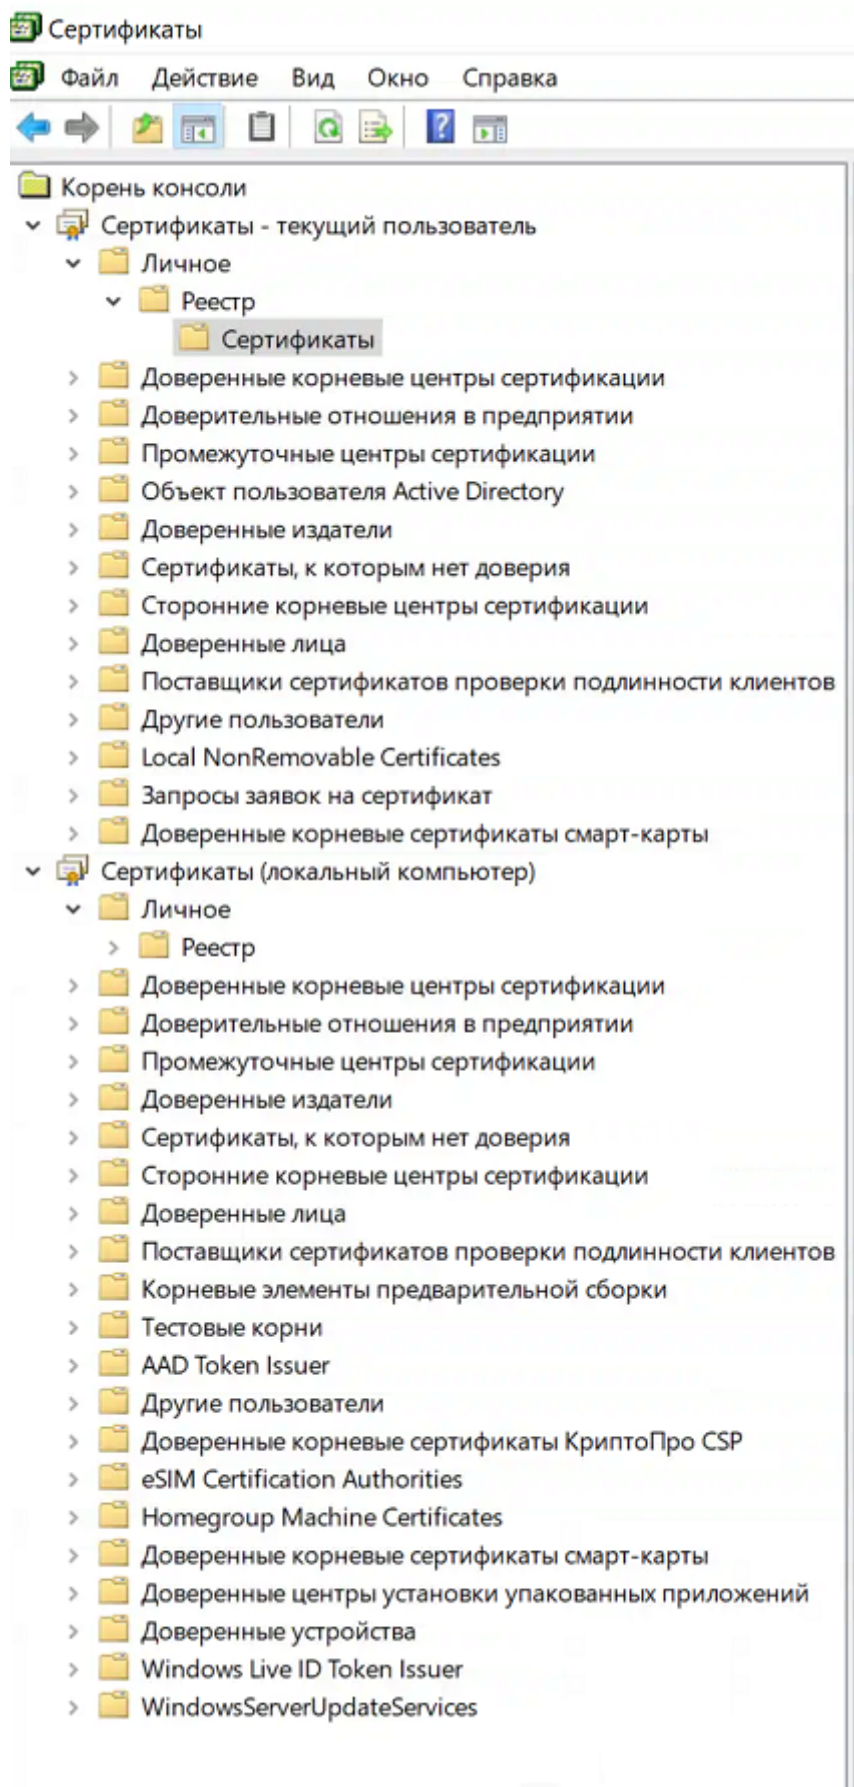 Сертификаты
Файл Действие Вид Окно Справка
Корень консоли
Сертификаты - текущий пользователь
Личное
Реестр
Сертификаты
Доверенные корневые центры сертификации
Доверительные отношения в предприятии
Промежуточные центры сертификации
Объект пользователя Active Directory
Доверенные издатели
Сертификаты, к которым нет доверия
Сторонние корневые центры сертификации
Доверенные лица
Поставщики сертификатов проверки подлинности клиентов
Другие пользователи
Local NonRemovable Certificates
Запросы заявок на сертификат
Доверенные корневые сертификаты смарт-карты
Сертификаты (локальный компьютер)
Личное
Реестр
Доверенные корневые центры сертификации
Доверительные отношения в предприятии
Промежуточные центры сертификации
Доверенные издатели
Сертификаты, к которым нет доверия
Сторонние корневые центры сертификации
Доверенные лица
Поставщики сертификатов проверки подлинности клиентов
Корневые элементы предварительной сборки
Тестовые корни
AAD Token Issuer
Другие пользователи
Доверенные корневые сертификаты КриптоПро CSP
eSIM Certification Authorities
Homegroup Machine Certificates
Доверенные корневые сертификаты смарт-карты
Доверенные центры установки упакованных приложений
Доверенные устройства
Windows Live ID Token Issuer
WindowsServerUpdateServices